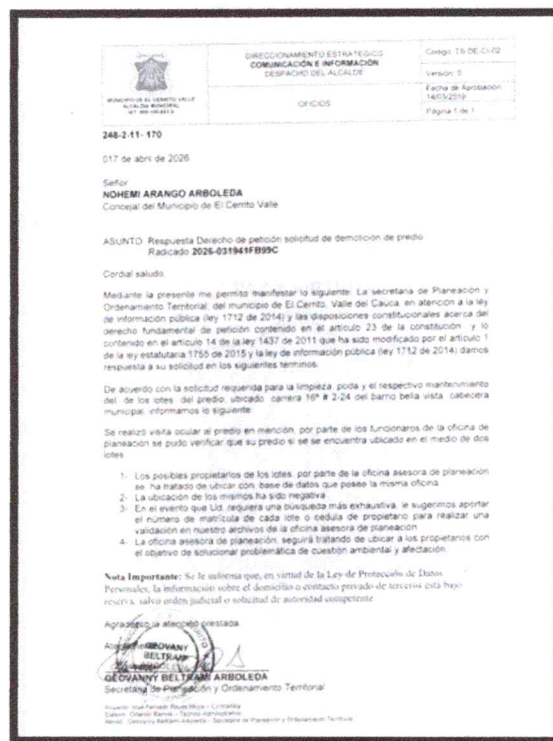 DIRECCIONAMIENTO ESTRATEGICO
COMUNICACIÓN E INFORMACIÓN
DESPACHO DEL ALCALDE
OFICIOS
Versión: 0
Fecha de Aprobación
14/03/2019
Página 1 de 1
MUNICIPIO DE EL CERRITO VALLE
ALCALDIA MUNICIPAL
248-2-11- 170
017 de abril de 2026
Señor
NOHEMI ARANGO ARBOLEDA
Concejal del Municipio de El Cerrito Valle
ASUNTO: Respuesta Derecho de petición solicitud de demolición de predio
Radicado
Cordial saludo
Mediante la presente me permito manifestar lo siguiente: La secretaria de Planeación y
Ordenamiento Territorial, del municipio de El Cerrito, Valle del Cauca, en atención a la ley
de información pública (ley 1712 de 2014) y las disposiciones constitucionales acerca del
derecho fundamental de petición contenido en el artículo 23 de la constitución y lo
contenido en el artículo 14 de la ley 1437 de 2011 que ha sido modificado por el artículo 1
de la ley estatutaria 1755 de 2015 y la ley de información pública (ley 1712 de 2014) damos
respuesta a su solicitud en los siguientes términos:
De acuerdo con la solicitud requerida para la limpieza, poda y el respectivo mantenimiento
del de los lotes del predio, ubicado carrera 16ª # 2-24 del barrio bella vista, cabecera
municipal, informamos lo siguiente:
Se realizó visita ocular al predio en mención, por parte de los funcionaros de la oficina de
planeación se pudo verificar que su predio si se se encuentra ubicado en el medio de dos
lotes
1- Los posibles propietarios de los lotes, por parte de la oficina asesora de planeación
se ha tratado de ubicar con base de datos que posee la misma oficina.
2- La ubicación de los mismos ha sido negativa
3- En el evento que Ud. requiera una búsqueda más exhaustiva, le sugerimos aportar
el número de matrícula de cada lote o cedula de propietario para realizar una
validación en nuestro archivos de la oficina asesora de planeación
4- La oficina asesora de planeación, seguirá tratando de ubicar a los propietarios con
el objetivo de solucionar problemática de cuestión ambiental y afectación.
Nota Importante: Se le informa que, en virtud de la Ley de Protección de Datos
Personales, la información sobre el domicilio o contacto privado de terceros está bajo
reserva, salvo orden judicial o solicitud de autoridad competente
Agradezco la atención prestada
GEOVANY
BELTRAN
GEOVANNY BELTRAMI ARBOLEDA
Secretaria de Planeación y Ordenamiento Territorial